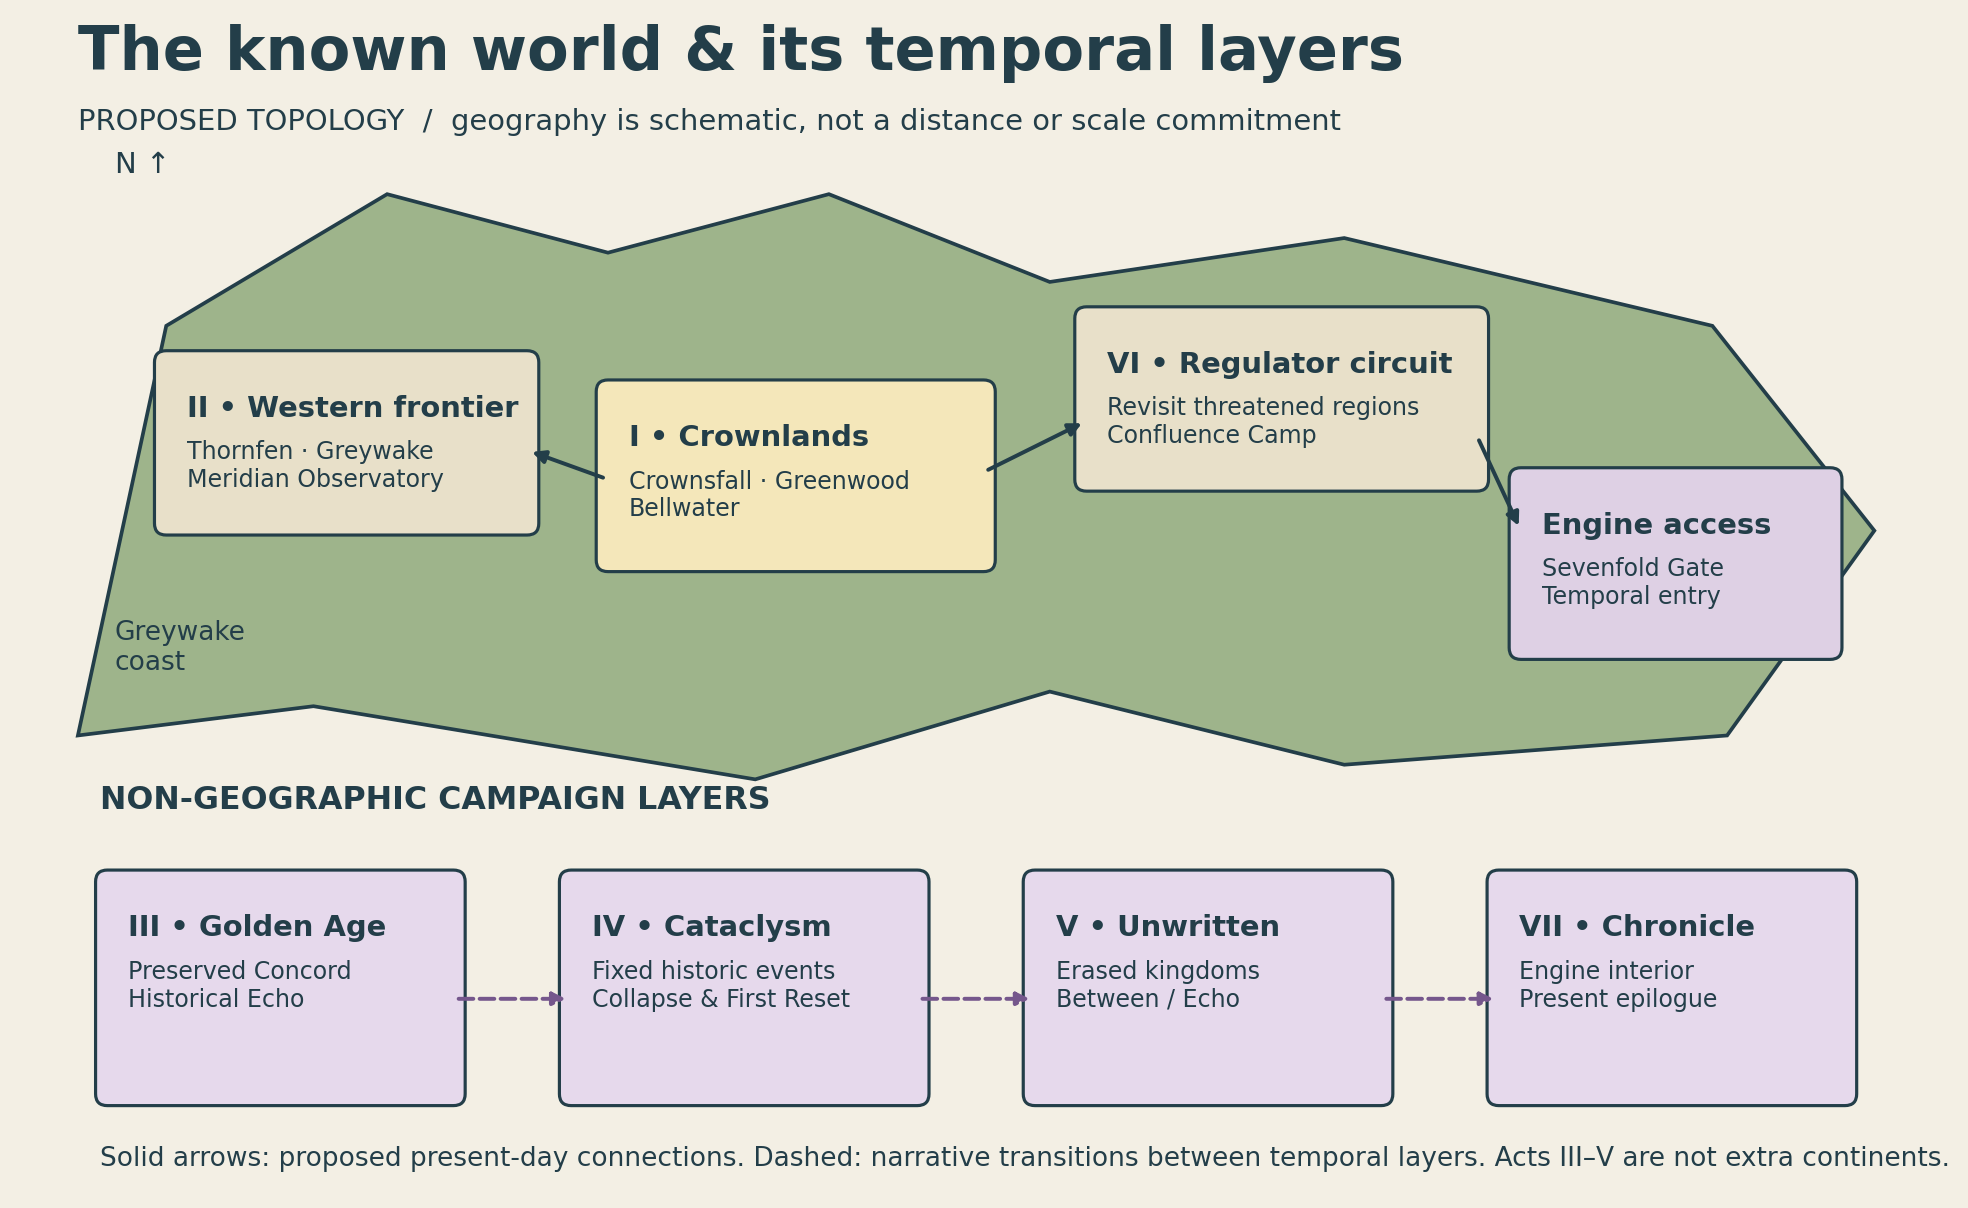 The known world & its temporal layers
PROPOSED TOPOLOGY  /  geography is schematic, not a distance or scale commitment
N ↑
II • Western frontier
Thornfen · Greywake
Meridian Observatory
I • Crownlands
Crownsfall · Greenwood
Bellwater
VI • Regulator circuit
Revisit threatened regions
Confluence Camp
Engine access
Sevenfold Gate
Temporal entry
Greywake
coast
NON-GEOGRAPHIC CAMPAIGN LAYERS
III • Golden Age
Preserved Concord
Historical Echo
IV • Cataclysm
Fixed historic events
Collapse & First Reset
V • Unwritten
Erased kingdoms
Between / Echo
VII • Chronicle
Engine interior
Present epilogue
Solid arrows: proposed present-day connections. Dashed: narrative transitions between temporal layers. Acts III–V are not extra continents.